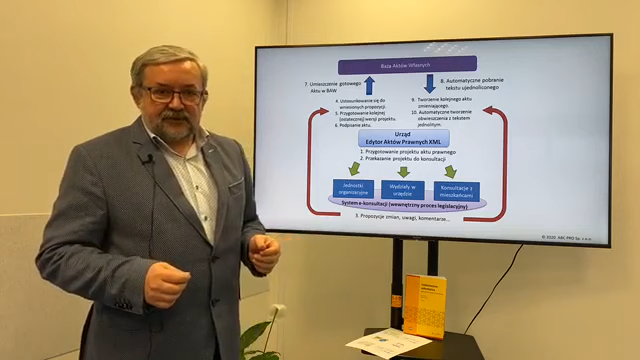 Baza Aktów Własnych
7. Umieszczenie gotowego
Aktu w BAW
8. Automatyczne pobranie
tekstu ujednoliconego
4. Ustosunkowanie się do
wniesionych propozycji.
5. Przygotowanie kolejnej
(ostatecznej) wersji projektu.
6. Podpisanie aktu.
9. Tworzenie kolejnego aktu
zmieniającego.
10. Automatyczne tworzenie
obwieszczenia z tekstem
jednolitym.
Urząd
Edytor Aktów Prawnych XML
1. Przygotowanie projektu aktu prawnego
2. Przekazanie projektu do konsultacji
Jednostki
organizacyjne
Wydziały w
urzędzie
Konsultacje z
mieszkańcami
System e-konsultacji (wewnętrzny proces legislacyjny)
3. Propozycje zmian, uwagi, komentarze...
© 2020 ABC PRO Sp. z o.o.